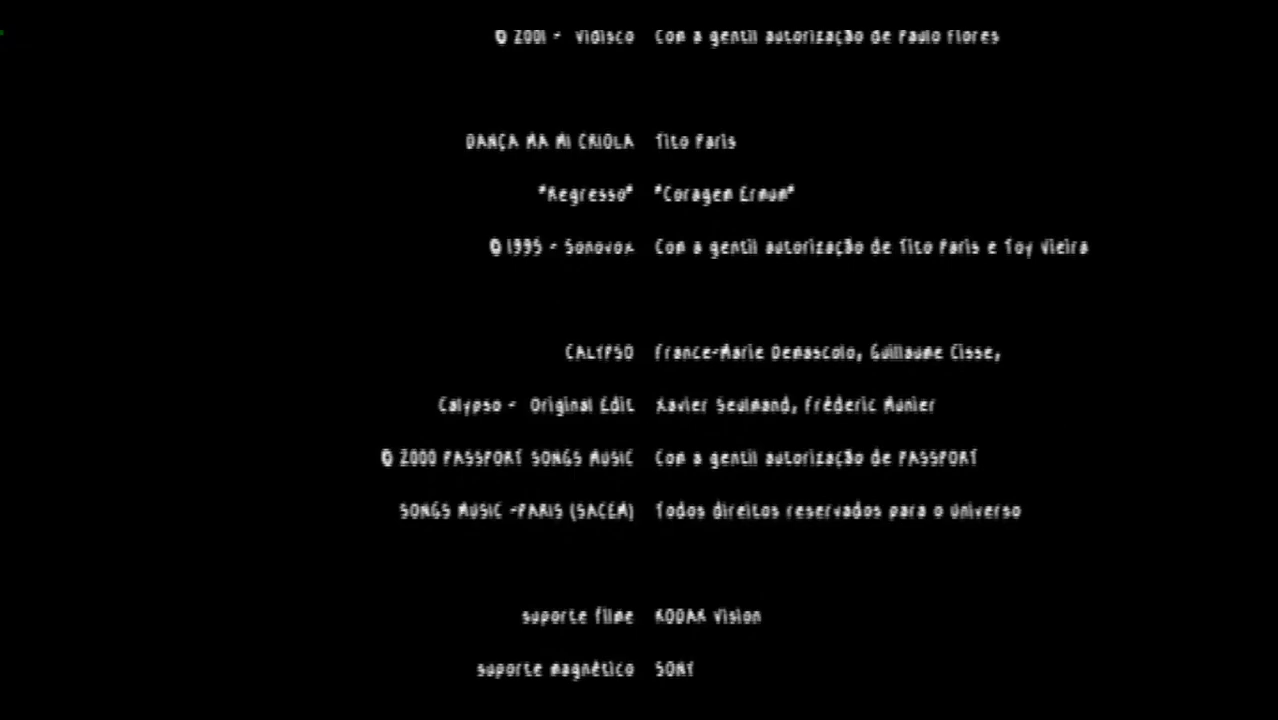 © 2001 - Vidisco Com a gentil autorização de Paulo Flores
DANÇA MA MI CRIOLA Tito Paris
"Regresso" "Coragem Ermum"
© 1995 - Sonovox Com a gentil autorização de Tito Paris e Toy Vieira
CALYPSO France-Marie Demascolo, Guillaume Cisse,
Calypso - Original Edit Xavier Seulmand, Fréderic Munier
© 2000 PASSPORT SONGS MUSIC Com a gentil autorização de PASSPORT
SONGS MUSIC -PARIS (SACEM) Todos direitos reservados para o Universo
suporte filme KODAK Vision
suporte magnético SONY